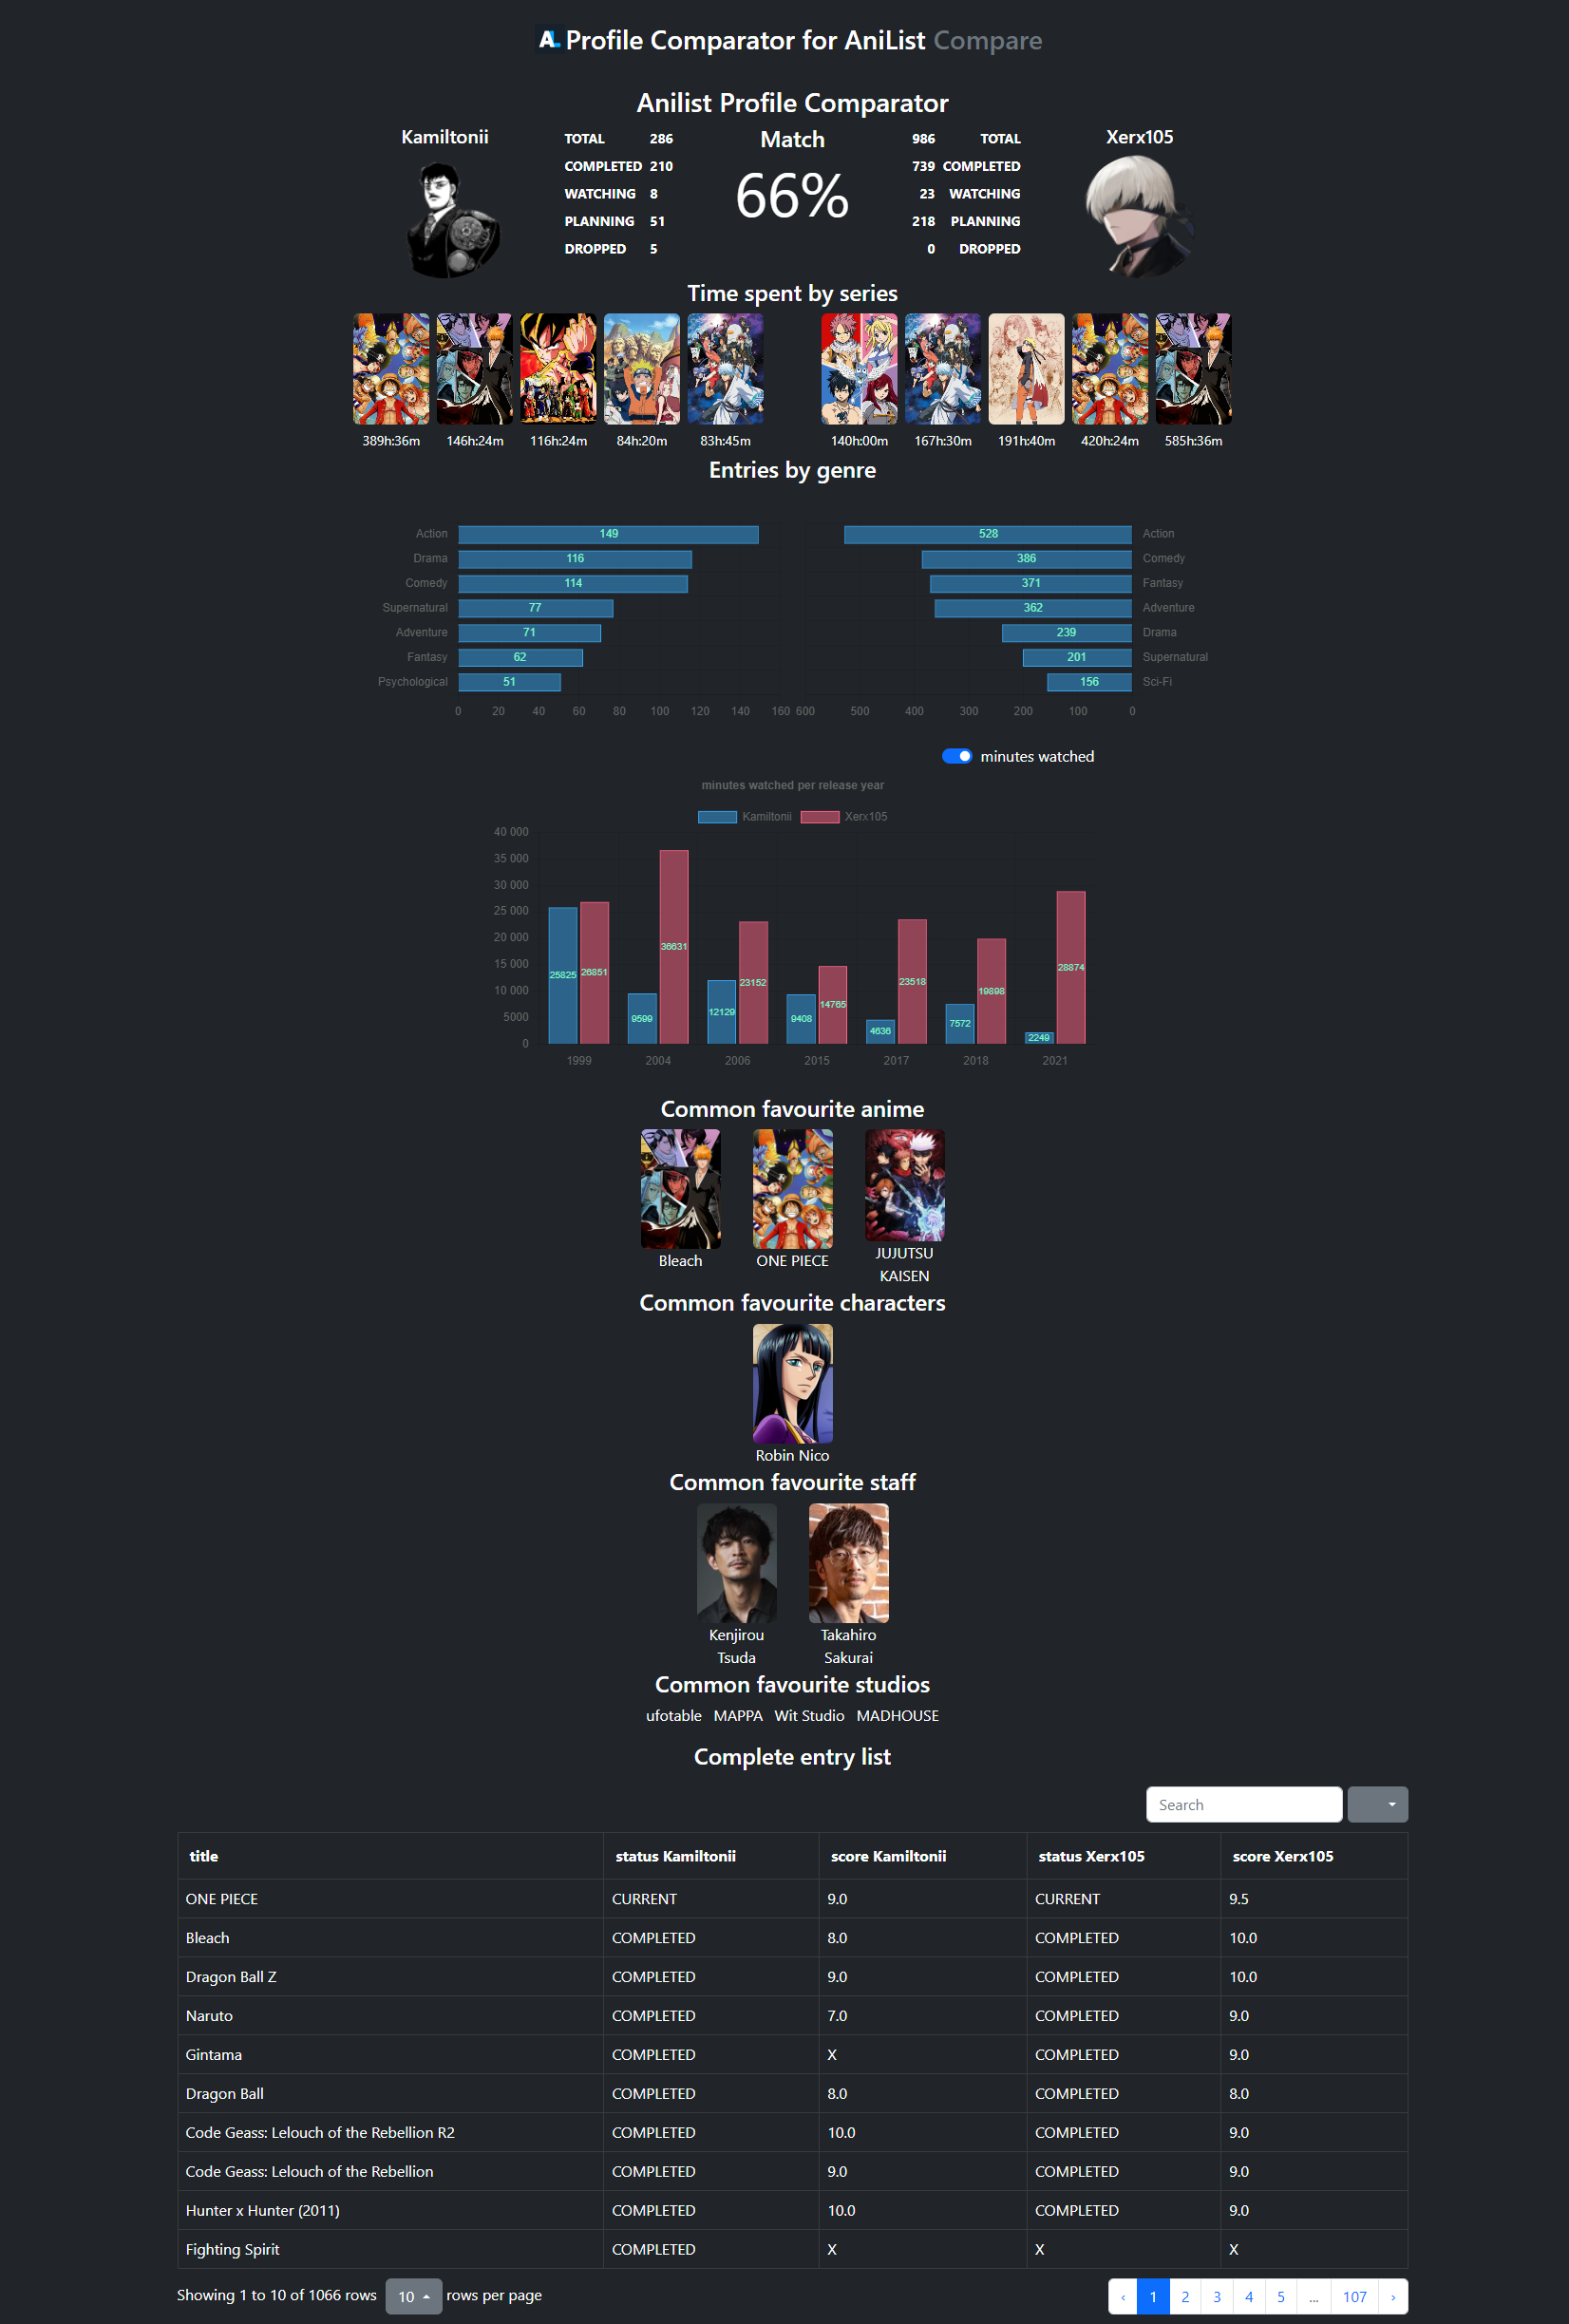 AL Profile Comparator for AniList Compare
Anilist Profile Comparator
Kamiltonii
TOTAL 286
COMPLETED 210
WATCHING 8
PLANNING 51
DROPPED 5
Match
66%
986 TOTAL
739 COMPLETED
23 WATCHING
218 PLANNING
0 DROPPED
Xerx105
Time spent by series
389h:36m 146h:24m 116h:24m 84h:20m 83h:45m 140h:00m 167h:30m 191h:40m 420h:24m 585h:36m
Entries by genre
Action 149
Drama 116
Comedy 114
Supernatural 77
Adventure 71
Fantasy 62
Psychological 51
0 20 40 60 80 100 120 140 160
528 Action
386 Comedy
371 Fantasy
362 Adventure
239 Drama
201 Supernatural
156 Sci-Fi
600 500 400 300 200 100 0
minutes watched
minutes watched per release year
Kamiltonii Xerx105
40 000
35 000
30 000
25 000
20 000
15 000
10 000
5000
0
25825 26851 9599 36631 12129 23152 9408 14765 4636 23518 7572 19898 2249 28874
1999 2004 2006 2015 2017 2018 2021
Common favourite anime
Bleach
ONE PIECE
JUJUTSU
KAISEN
Common favourite characters
Robin Nico
Common favourite staff
Kenjirou
Tsuda
Takahiro
Sakurai
Common favourite studios
ufotable MAPPA Wit Studio MADHOUSE
Complete entry list
Search
title status Kamiltonii score Kamiltonii status Xerx105 score Xerx105
ONE PIECE CURRENT 9.0 CURRENT 9.5
Bleach COMPLETED 8.0 COMPLETED 10.0
Dragon Ball Z COMPLETED 9.0 COMPLETED 10.0
Naruto COMPLETED 7.0 COMPLETED 9.0
Gintama COMPLETED X COMPLETED 9.0
Dragon Ball COMPLETED 8.0 COMPLETED 8.0
Code Geass: Lelouch of the Rebellion R2 COMPLETED 10.0 COMPLETED 9.0
Code Geass: Lelouch of the Rebellion COMPLETED 9.0 COMPLETED 9.0
Hunter x Hunter (2011) COMPLETED 10.0 COMPLETED 9.0
Fighting Spirit COMPLETED X X X
Showing 1 to 10 of 1066 rows 10 rows per page
‹ 1 2 3 4 5 ... 107 ›